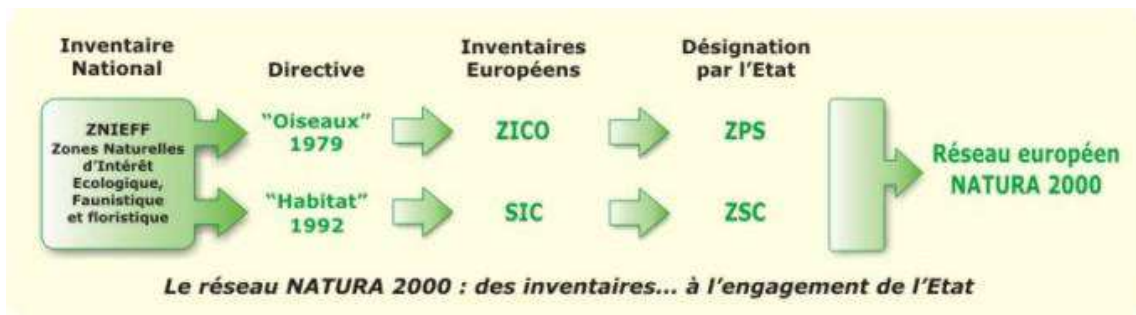 Inventaire
National
Directive
Inventaires
Européens
Désignation
par l'Etat
ZNIEFF
Zones Naturelles
d'Intérêt
Ecologique,
Faunistique
et floristique
"Oiseaux"
1979
ZICO
ZPS
"Habitat"
1992
SIC
ZSC
Réseau européen
NATURA 2000
Le réseau NATURA 2000 : des inventaires... à l'engagement de l'Etat